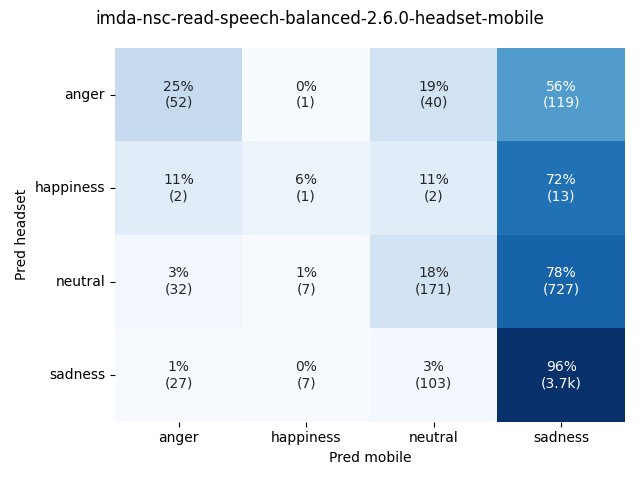 imda-nsc-read-speech-balanced-2.6.0-headset-mobile
anger 25% 0% 19% 56%
(52) (1) (40) (119)
happiness 11% 6% 11% 72%
(2) (1) (2) (13)
neutral 3% 1% 18% 78%
(32) (7) (171) (727)
sadness 1% 0% 3% 96%
(27) (7) (103) (3.7k)
Pred headset
anger happiness neutral sadness
Pred mobile